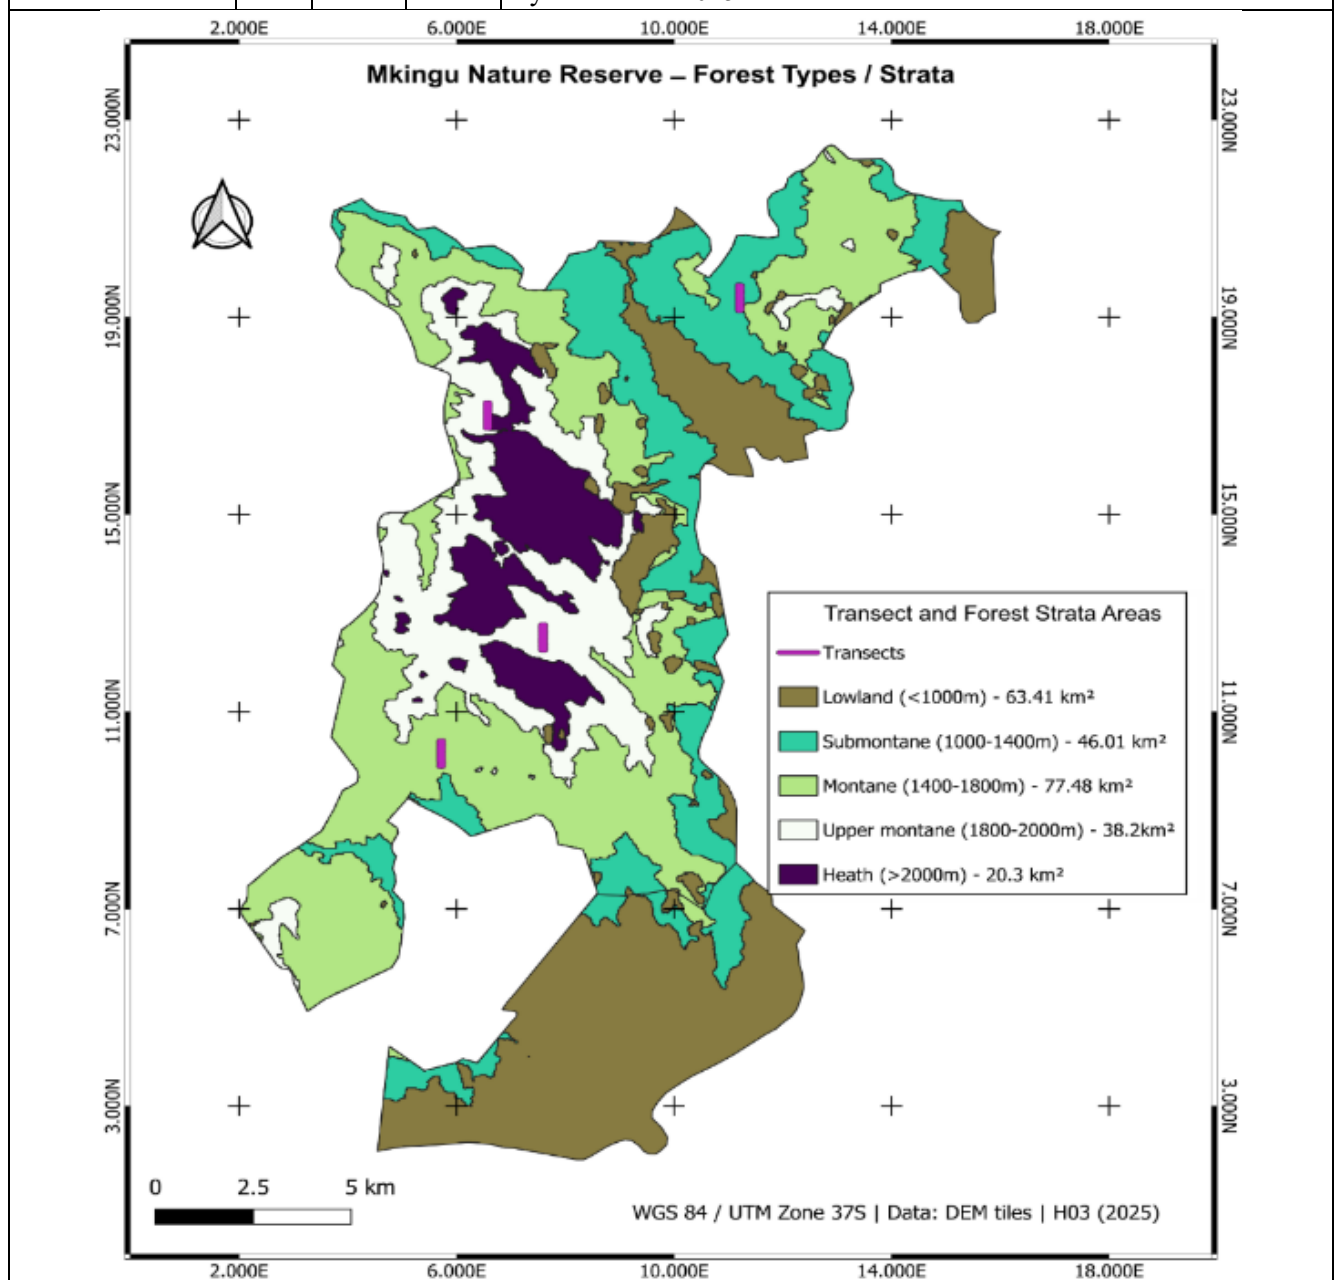 2.000E 6.000E 10.000E 14.000E 18.000E
Mkingu Nature Reserve – Forest Types / Strata
23.000N 23.000N
19.000N 19.000N
15.000N 15.000N
Transect and Forest Strata Areas
Transects
Lowland (<1000m) - 63.41 km²
11.000N 11.000N
Submontane (1000-1400m) - 46.01 km²
Montane (1400-1800m) - 77.48 km²
Upper montane (1800-2000m) - 38.2km²
Heath (>2000m) - 20.3 km²
7.000N 7.000N
3.000N 3.000N
0 2.5 5 km
WGS 84 / UTM Zone 37S | Data: DEM tiles | H03 (2025)
2.000E 6.000E 10.000E 14.000E 18.000E